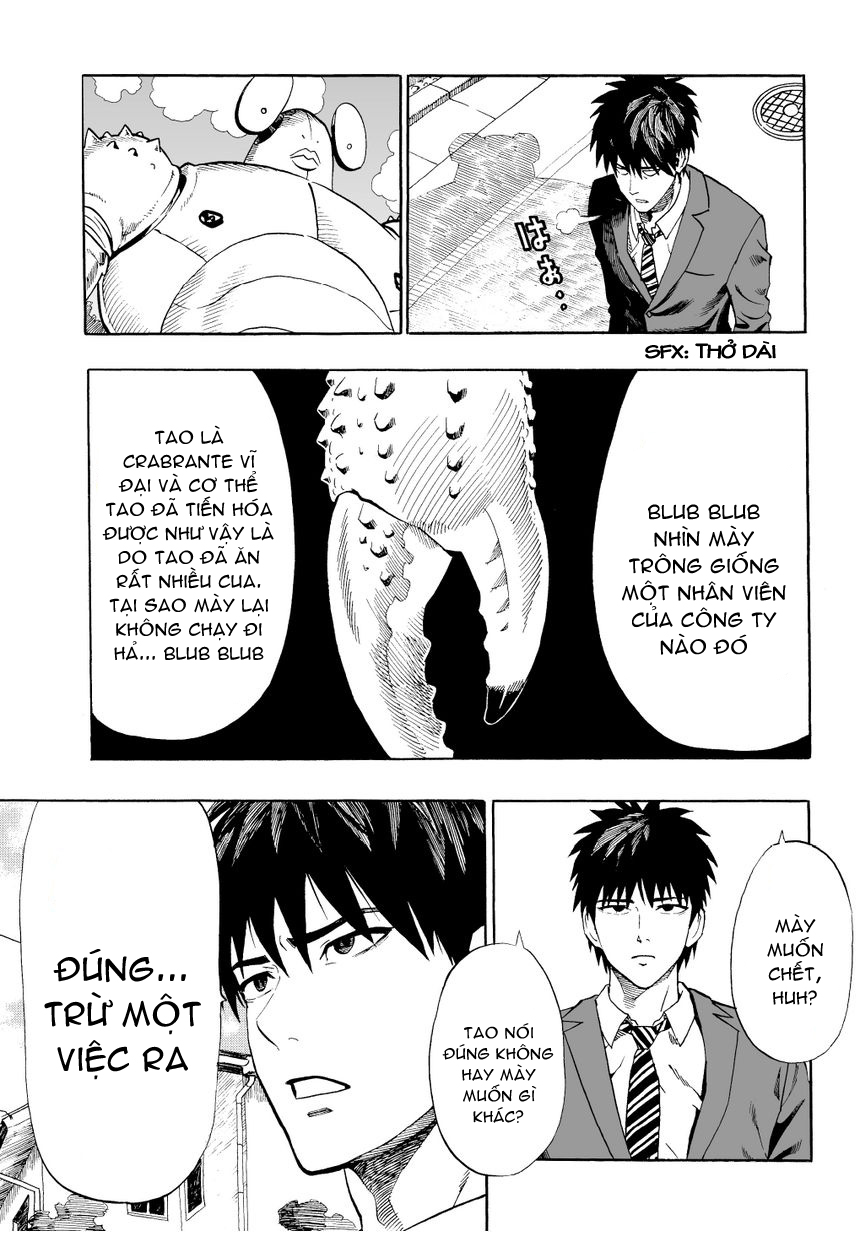 はぁ..
SFX: THỞ DÀI
BLUB BLUB
NHÌN MÀY
TRÔNG GIỐNG
MỘT NHÂN VIÊN
CỦA CÔNG TY
NÀO ĐÓ
TAO LÀ
CRABRANTE VĨ
ĐẠI VÀ CƠ THỂ
TAO ĐÃ TIẾN HÓA
ĐƯỢC NHƯ VẬY LÀ
DO TAO ĐÃ ĂN
RẤT NHIỀU CUA.
TẠI SAO MÀY LẠI
KHÔNG CHẠY ĐI
HẢ... BLUB BLUB
MÀY
MUỐN
CHẾT,
HUH?
TAO NÓI
ĐÚNG KHÔNG
HAY MÀY
MUỐN GÌ
KHÁC?
ĐÚNG...
TRỪ MỘT
VIỆC RA